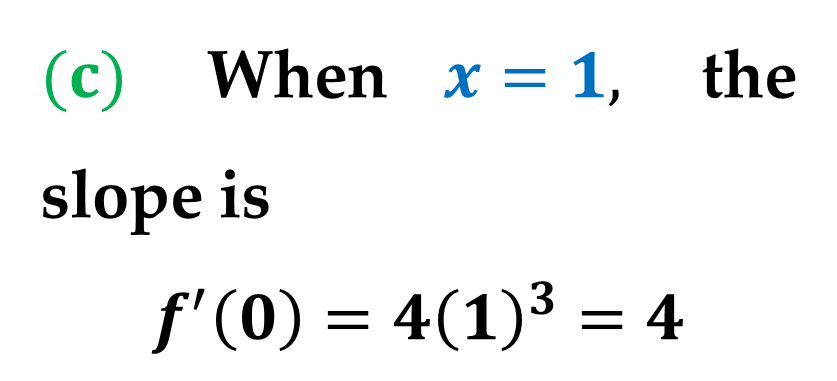 (c) When x = 1, the
slope is
f′(0) = 4(1)³ = 4